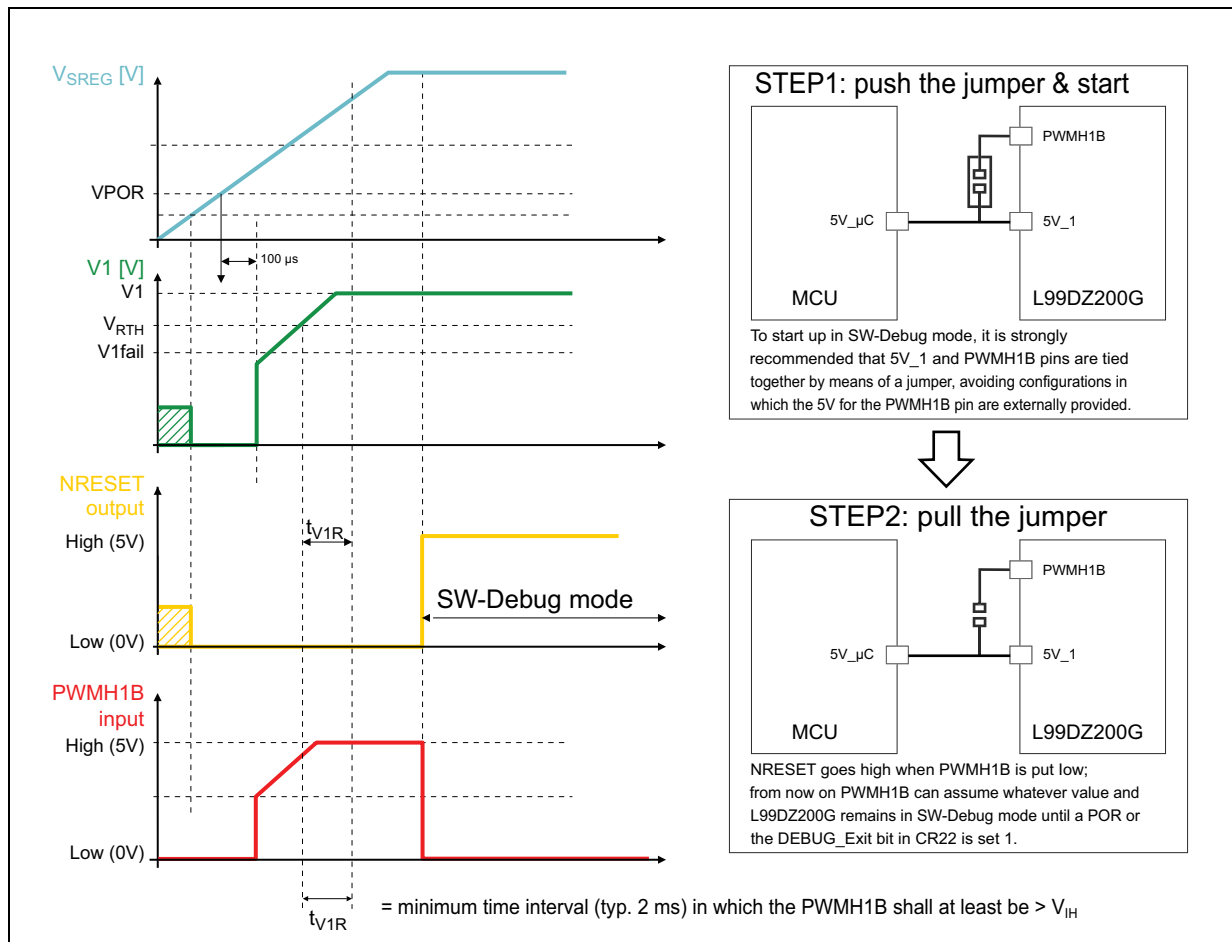 V_SREG [V]
VPOR
100 µs
V1 [V]
V1
V_RTH
V1fail
NRESET
output
High (5V)
t_V1R
SW-Debug mode
Low (0V)
PWMH1B
input
High (5V)
Low (0V)
t_V1R
= minimum time interval (typ. 2 ms) in which the PWMH1B shall at least be > V_IH
STEP1: push the jumper & start
PWMH1B
5V_µC
5V_1
MCU
L99DZ200G
To start up in SW-Debug mode, it is strongly
recommended that 5V_1 and PWMH1B pins are tied
together by means of a jumper, avoiding configurations in
which the 5V for the PWMH1B pin are externally provided.
STEP2: pull the jumper
PWMH1B
5V_µC
5V_1
MCU
L99DZ200G
NRESET goes high when PWMH1B is put low;
from now on PWMH1B can assume whatever value and
L99DZ200G remains in SW-Debug mode until a POR or
the DEBUG_Exit bit in CR22 is set 1.